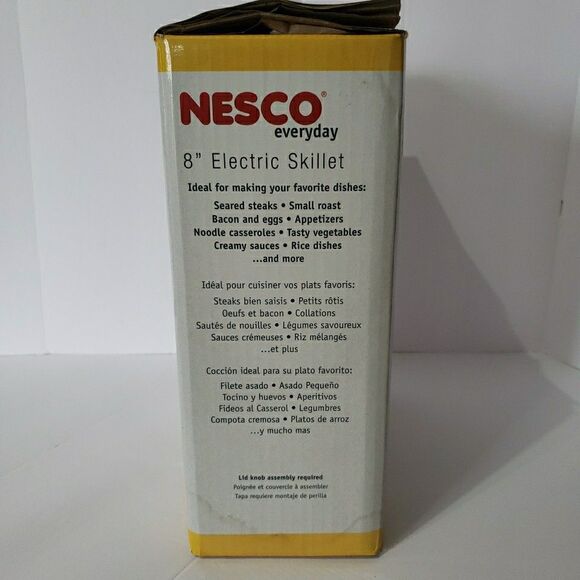 NESCO®
everyday
8" Electric Skillet
Ideal for making your favorite dishes:
Seared steaks • Small roast
Bacon and eggs • Appetizers
Noodle casseroles • Tasty vegetables
Creamy sauces • Rice dishes
...and more
Idéal pour cuisiner vos plats favoris:
Steaks bien saisis • Petits rôtis
Oeufs et bacon • Collations
Sautés de nouilles • Légumes savoureux
Sauces crémeuses • Riz mélangés
...et plus
Cocción ideal para su plato favorito:
Filete asado • Asado Pequeño
Tocino y huevos • Aperitivos
Fideos al Casserol • Legumbres
Compota cremosa • Platos de arroz
...y mucho mas
Lid knob assembly required
Poignée et couvercle à assembler
Tapa requiere montaje de perilla